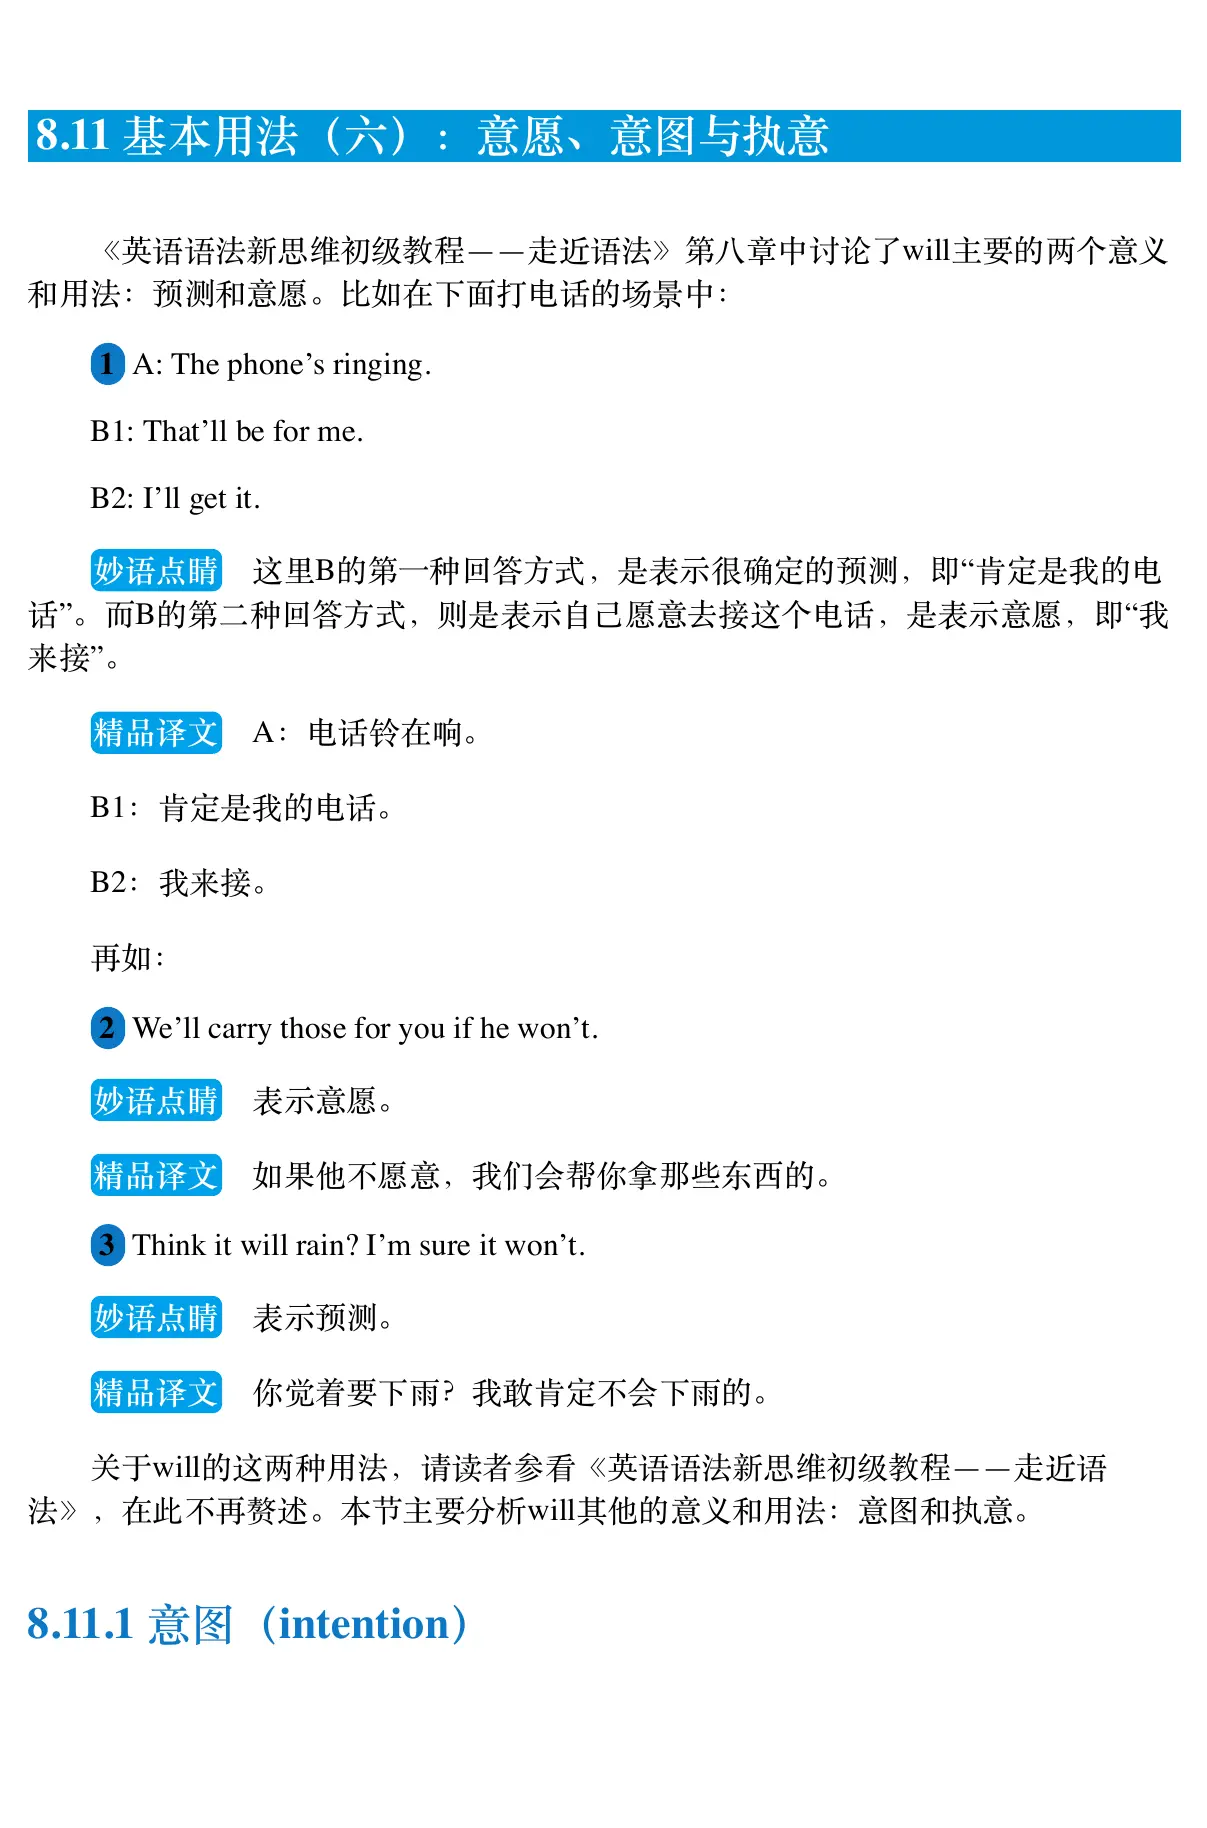 8.11 基本用法（六）：意愿、意图与执意
《英语语法新思维初级教程——走近语法》第八章中讨论了will主要的两个意义
和用法：预测和意愿。比如在下面打电话的场景中：
1 A: The phone’s ringing.
B1: That’ll be for me.
B2: I’ll get it.
妙语点睛 这里B的第一种回答方式，是表示很确定的预测，即“肯定是我的电
话”。而B的第二种回答方式，则是表示自己愿意去接这个电话，是表示意愿，即“我
来接”。
精品译文 A：电话铃在响。
B1：肯定是我的电话。
B2：我来接。
再如：
2 We’ll carry those for you if he won’t.
妙语点睛 表示意愿。
精品译文 如果他不愿意，我们会帮你拿那些东西的。
3 Think it will rain? I’m sure it won’t.
妙语点睛 表示预测。
精品译文 你觉着要下雨？我敢肯定不会下雨的。
关于will的这两种用法，请读者参看《英语语法新思维初级教程——走近语
法》，在此不再赘述。本节主要分析will其他的意义和用法：意图和执意。
8.11.1 意图（intention）